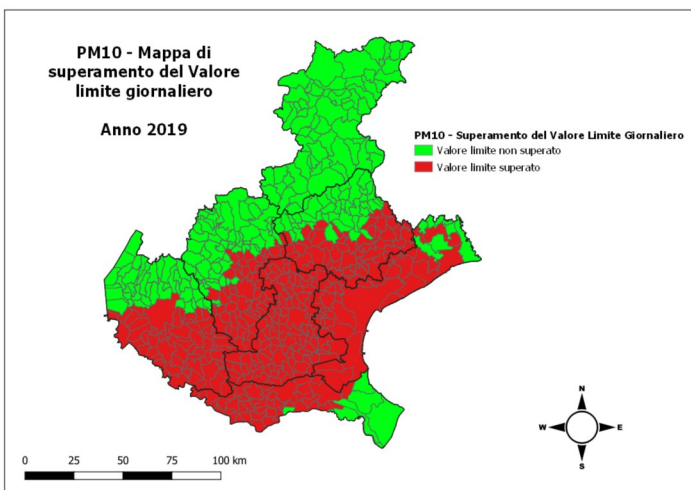 PM10 - Mappa di
superamento del Valore
limite giornaliero
Anno 2019
PM10 - Superamento del Valore Limite Giornaliero
Valore limite non superato
Valore limite superato
N
W E
S
0 25 50 75 100 km